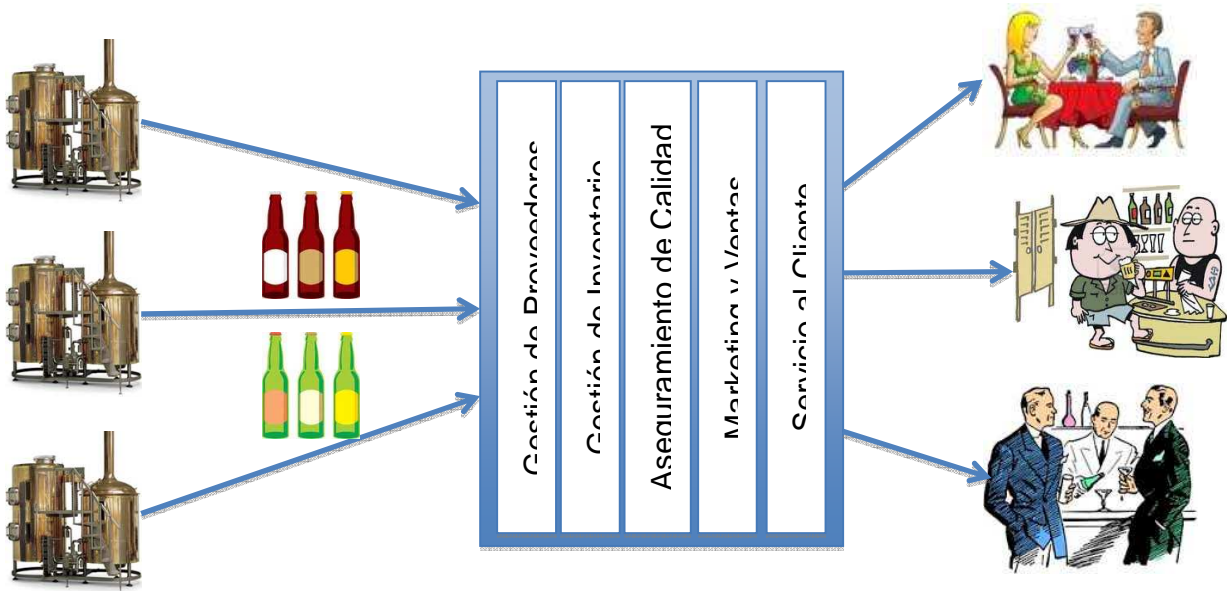 Gestión de Proveedores
Gestión de Inventario
Aseguramiento de Calidad
Marketing y Ventas
Servicio al Cliente